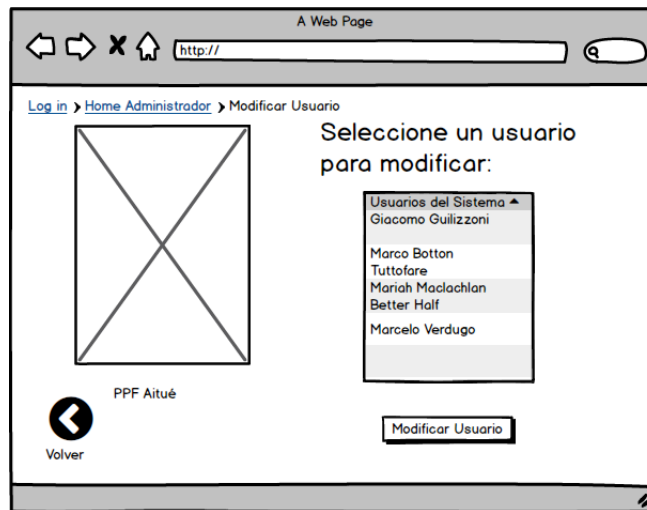 A Web Page
http://
Log in > Home Administrador > Modificar Usuario
Seleccione un usuario
para modificar:
Usuarios del Sistema ▲
Giacomo Guilizzoni
Marco Botton
Tuttofare
Mariah Maclachlan
Better Half
Marcelo Verdugo
PPF Aitué
Volver
Modificar Usuario